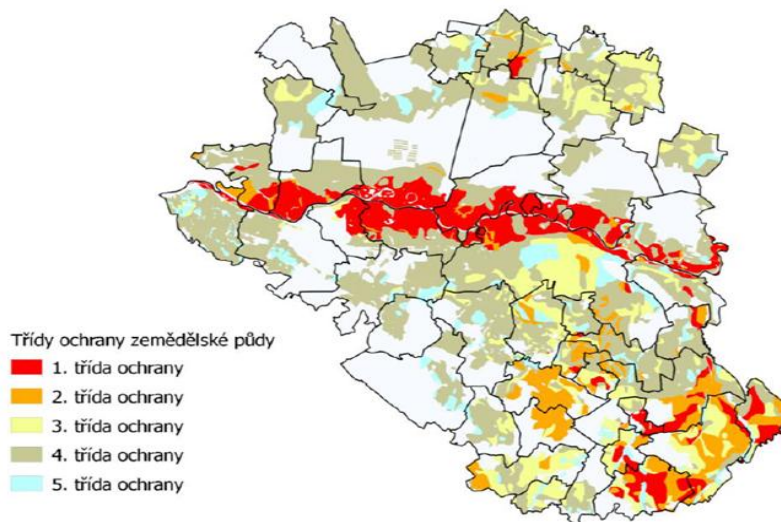 Třídy ochrany zemědělské půdy
1. třída ochrany
2. třída ochrany
3. třída ochrany
4. třída ochrany
5. třída ochrany